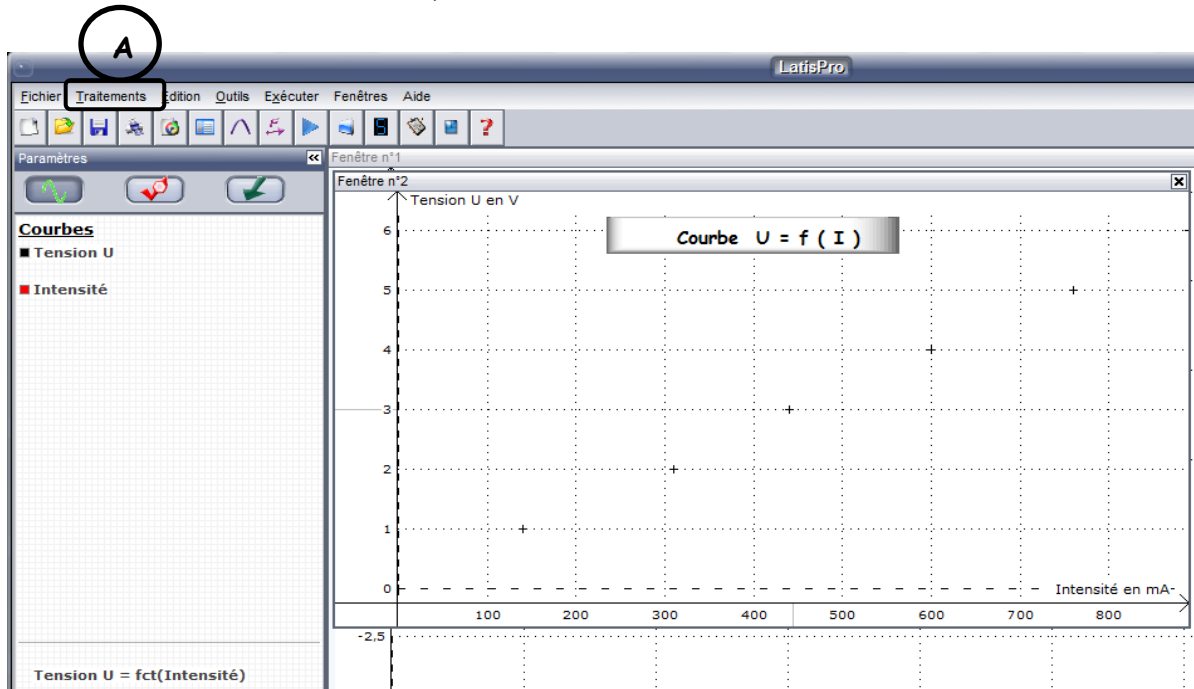 A
LatisPro
Fichier Traitements Edition Outils Exécuter Fenêtres Aide
Paramètres
Fenêtre n°1
Fenêtre n°2
Tension U en V
Courbes
Tension U
Intensité
Courbe U = f ( I )
6
5
4
3
2
1
0
Intensité en mA
100 200 300 400 500 600 700 800
-2,5
Tension U = fct(Intensité)